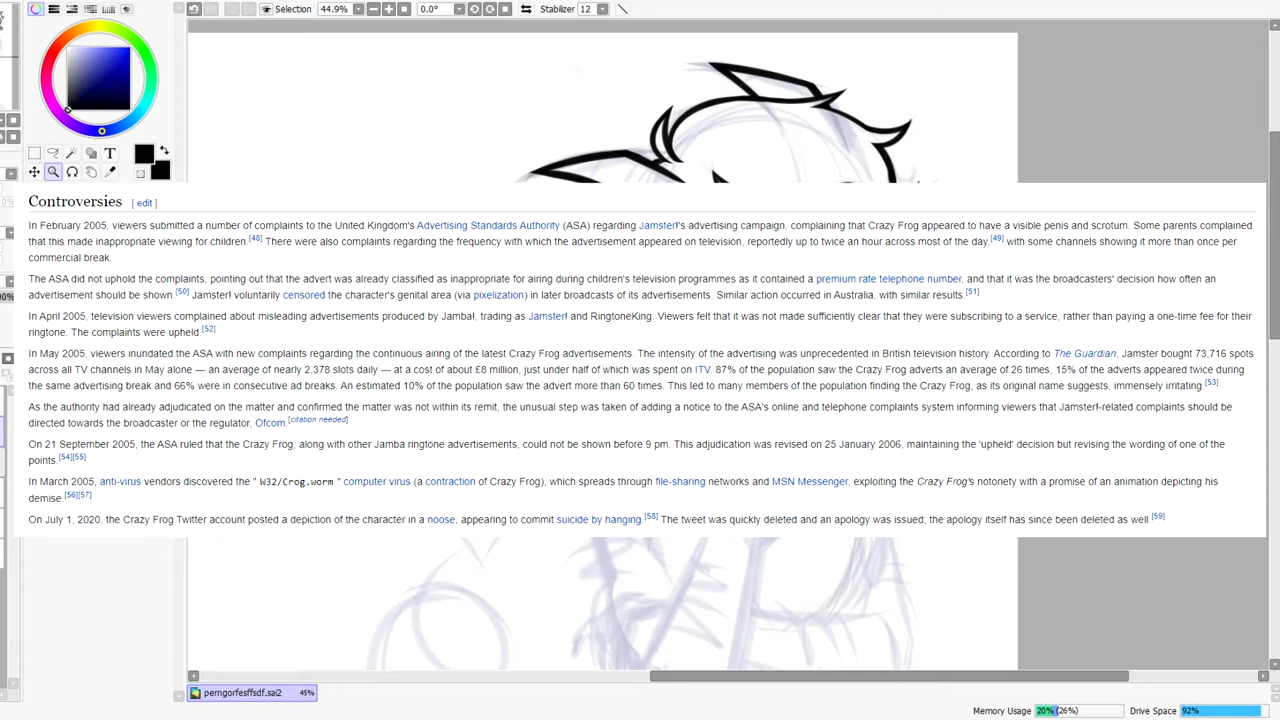 Selection 44.9% 0.0° Stabilizer 12
T
Controversies [ edit ]
In February 2005, viewers submitted a number of complaints to the United Kingdom's Advertising Standards Authority (ASA) regarding Jamster!'s advertising campaign, complaining that Crazy Frog appeared to have a visible penis and scrotum. Some parents complained
that this made inappropriate viewing for children.[48] There were also complaints regarding the frequency with which the advertisement appeared on television, reportedly up to twice an hour across most of the day,[49] with some channels showing it more than once per
commercial break.
The ASA did not uphold the complaints, pointing out that the advert was already classified as inappropriate for airing during children's television programmes as it contained a premium rate telephone number, and that it was the broadcasters' decision how often an
advertisement should be shown.[50] Jamster! voluntarily censored the character's genital area (via pixelization) in later broadcasts of its advertisements. Similar action occurred in Australia, with similar results.[51]
In April 2005, television viewers complained about misleading advertisements produced by Jamba!, trading as Jamster! and RingtoneKing. Viewers felt that it was not made sufficiently clear that they were subscribing to a service, rather than paying a one-time fee for their
ringtone. The complaints were upheld.[52]
In May 2005, viewers inundated the ASA with new complaints regarding the continuous airing of the latest Crazy Frog advertisements. The intensity of the advertising was unprecedented in British television history. According to The Guardian, Jamster bought 73,716 spots
across all TV channels in May alone — an average of nearly 2,378 slots daily — at a cost of about £8 million, just under half of which was spent on ITV. 87% of the population saw the Crazy Frog adverts an average of 26 times, 15% of the adverts appeared twice during
the same advertising break and 66% were in consecutive ad breaks. An estimated 10% of the population saw the advert more than 60 times. This led to many members of the population finding the Crazy Frog, as its original name suggests, immensely irritating.[53]
As the authority had already adjudicated on the matter and confirmed the matter was not within its remit, the unusual step was taken of adding a notice to the ASA's online and telephone complaints system informing viewers that Jamster!-related complaints should be
directed towards the broadcaster or the regulator, Ofcom.[citation needed]
On 21 September 2005, the ASA ruled that the Crazy Frog, along with other Jamba ringtone advertisements, could not be shown before 9 pm. This adjudication was revised on 25 January 2006, maintaining the 'upheld' decision but revising the wording of one of the
points.[54][55]
In March 2005, anti-virus vendors discovered the " W32/Crog.worm " computer virus (a contraction of Crazy Frog), which spreads through file-sharing networks and MSN Messenger, exploiting the Crazy Frog's notoriety with a promise of an animation depicting his
demise.[56][57]
On July 1, 2020, the Crazy Frog Twitter account posted a depiction of the character in a noose, appearing to commit suicide by hanging.[58] The tweet was quickly deleted and an apology was issued; the apology itself has since been deleted as well.[59]
perngorfesffsdf.sai2 45%
Memory Usage 20% (26%) Drive Space 92%